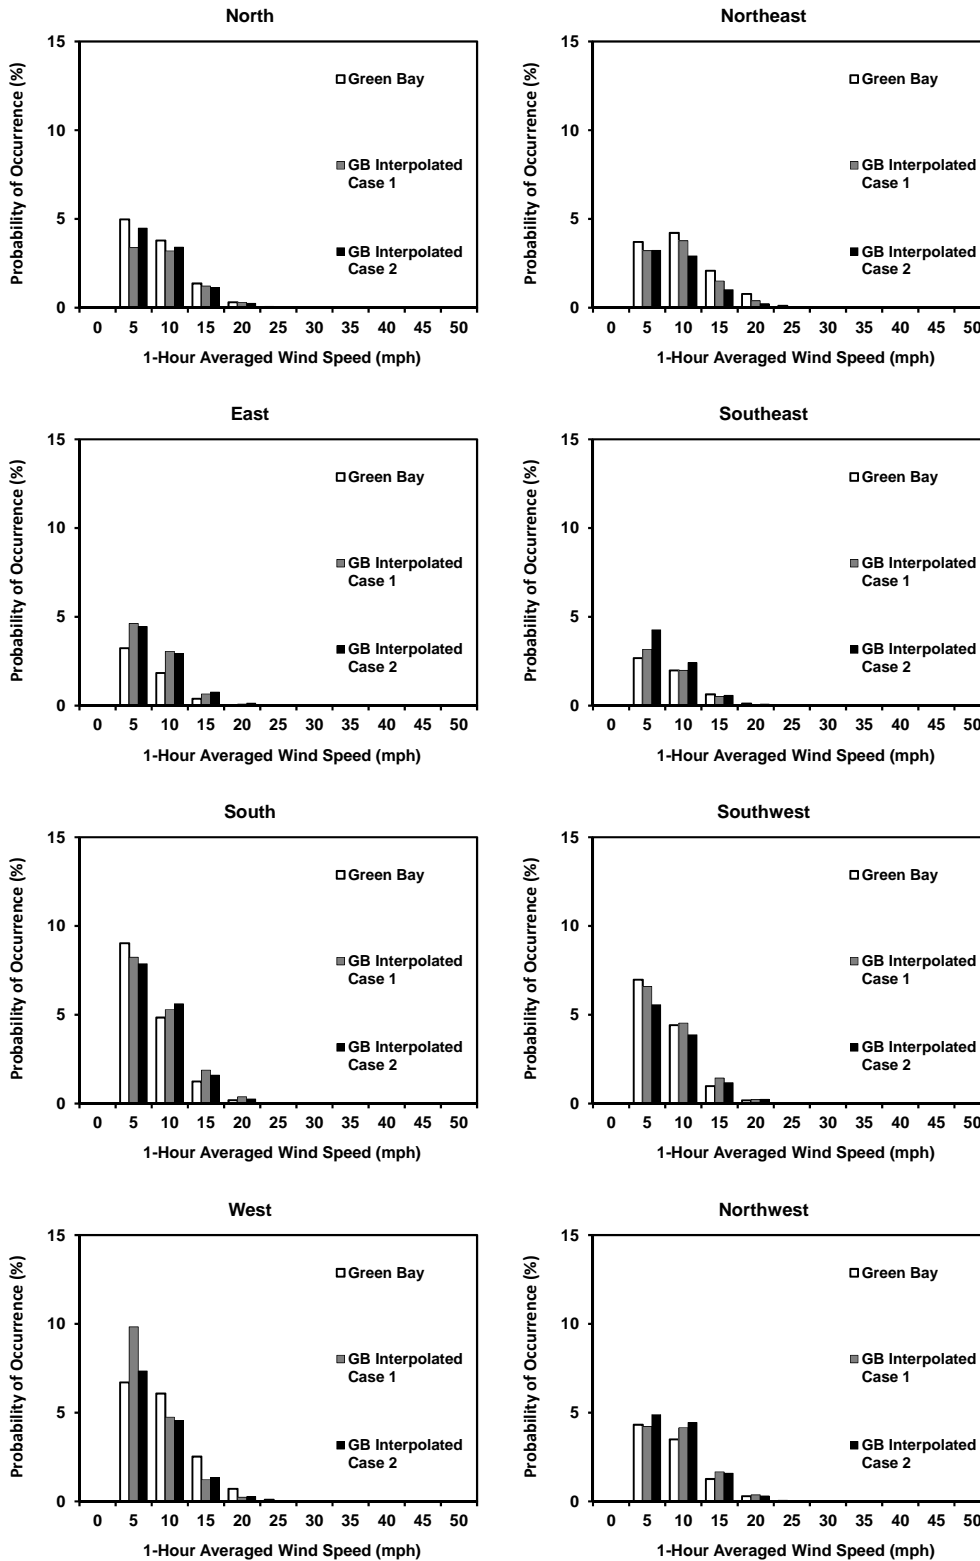 North
Probability of Occurrence (%)
15
10
5
0
Green Bay
GB Interpolated
Case 1
GB Interpolated
Case 2
0 5 10 15 20 25 30 35 40 45 50
1-Hour Averaged Wind Speed (mph)
Northeast
Probability of Occurrence (%)
15
10
5
0
Green Bay
GB Interpolated
Case 1
GB Interpolated
Case 2
0 5 10 15 20 25 30 35 40 45 50
1-Hour Averaged Wind Speed (mph)
East
Probability of Occurrence (%)
15
10
5
0
Green Bay
GB Interpolated
Case 1
GB Interpolated
Case 2
0 5 10 15 20 25 30 35 40 45 50
1-Hour Averaged Wind Speed (mph)
Southeast
Probability of Occurrence (%)
15
10
5
0
Green Bay
GB Interpolated
Case 1
GB Interpolated
Case 2
0 5 10 15 20 25 30 35 40 45 50
1-Hour Averaged Wind Speed (mph)
South
Probability of Occurrence (%)
15
10
5
0
Green Bay
GB Interpolated
Case 1
GB Interpolated
Case 2
0 5 10 15 20 25 30 35 40 45 50
1-Hour Averaged Wind Speed (mph)
Southwest
Probability of Occurrence (%)
15
10
5
0
Green Bay
GB Interpolated
Case 1
GB Interpolated
Case 2
0 5 10 15 20 25 30 35 40 45 50
1-Hour Averaged Wind Speed (mph)
West
Probability of Occurrence (%)
15
10
5
0
Green Bay
GB Interpolated
Case 1
GB Interpolated
Case 2
0 5 10 15 20 25 30 35 40 45 50
1-Hour Averaged Wind Speed (mph)
Northwest
Probability of Occurrence (%)
15
10
5
0
Green Bay
GB Interpolated
Case 1
GB Interpolated
Case 2
0 5 10 15 20 25 30 35 40 45 50
1-Hour Averaged Wind Speed (mph)